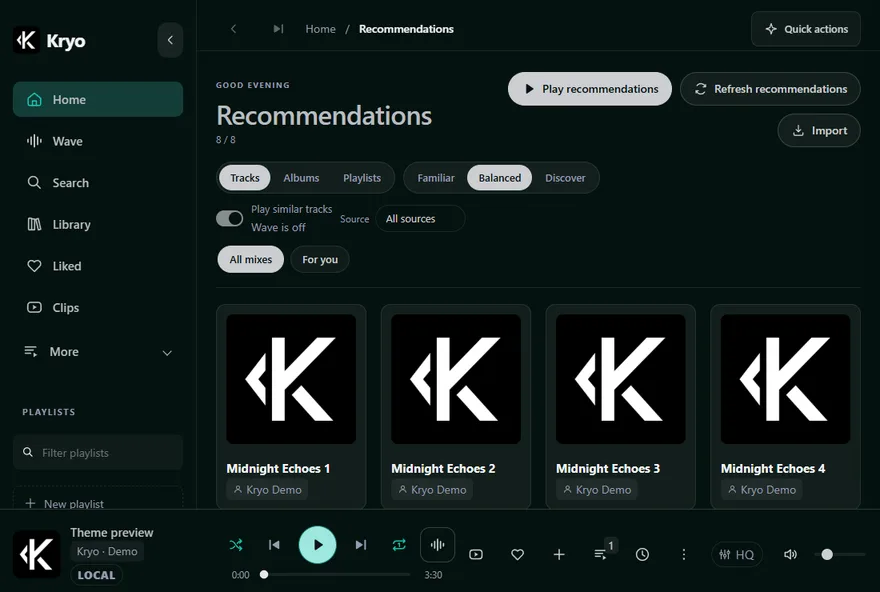 Kryo
Home
Wave
Search
Library
Liked
Clips
More
PLAYLISTS
Filter playlists
New playlist
Home / Recommendations
Quick actions
GOOD EVENING
Recommendations
8 / 8
Play recommendations
Refresh recommendations
Import
Tracks Albums Playlists
Familiar Balanced Discover
Play similar tracks
Wave is off
Source
All sources
All mixes
For you
Midnight Echoes 1
Kryo Demo
Midnight Echoes 2
Kryo Demo
Midnight Echoes 3
Kryo Demo
Midnight Echoes 4
Kryo Demo
Theme preview
Kryo · Demo
LOCAL
0:00
3:30
1
HQ